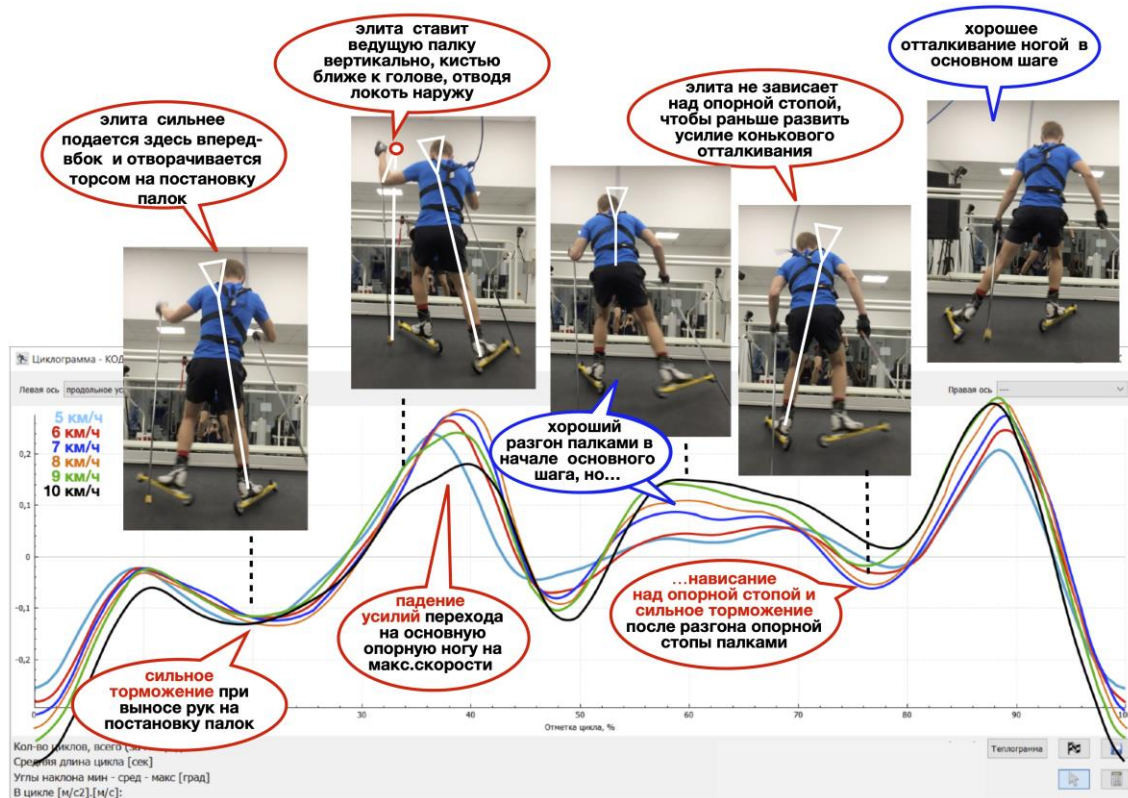 элита ставит
ведущую палку
вертикально, кистью
ближе к голове, отводя
локоть наружу
хорошее
отталкивание ногой в
основном шаге
элита не зависает
над опорной стопой,
чтобы раньше развить
усилие конькового
отталкивания
элита сильнее
подается здесь вперед-
вбок и отворачивается
торсом на постановку
палок
Циклограмма - КОД
Левая ось
продольное ус
Правая ось
----
5 км/ч
6 км/ч
7 км/ч
8 км/ч
9 км/ч
10 км/ч
0,2
0,1
0
-0,1
-0,2
хороший
разгон палками в
начале основного
шага, но...
падение
усилий перехода
на основную
опорную ногу на
макс.скорости
...нависание
над опорной стопой и
сильное торможение
после разгона опорной
стопы палками
сильное
торможение при
выносе рук на
постановку палок
0
30
40
50
60
70
80
90
100
Отметка цикла, %
Кол-во циклов, всего
Средняя длина цикла [сек]
Углы наклона мин - сред - макс [град]
В цикле [м/с2].[м/с]:
Теплограмма